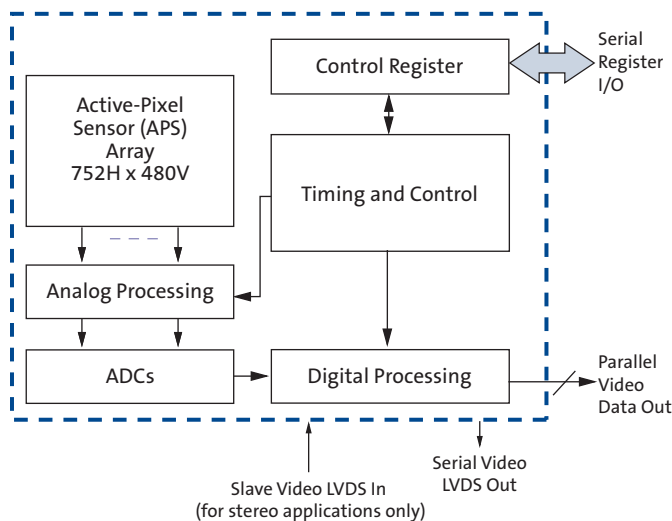 Control Register
Serial
Register
I/O
Active-Pixel
Sensor (APS)
Array
752H x 480V
Timing and Control
Analog Processing
ADCs
Digital Processing
Parallel
Video
Data Out
Slave Video LVDS In
(for stereo applications only)
Serial Video
LVDS Out